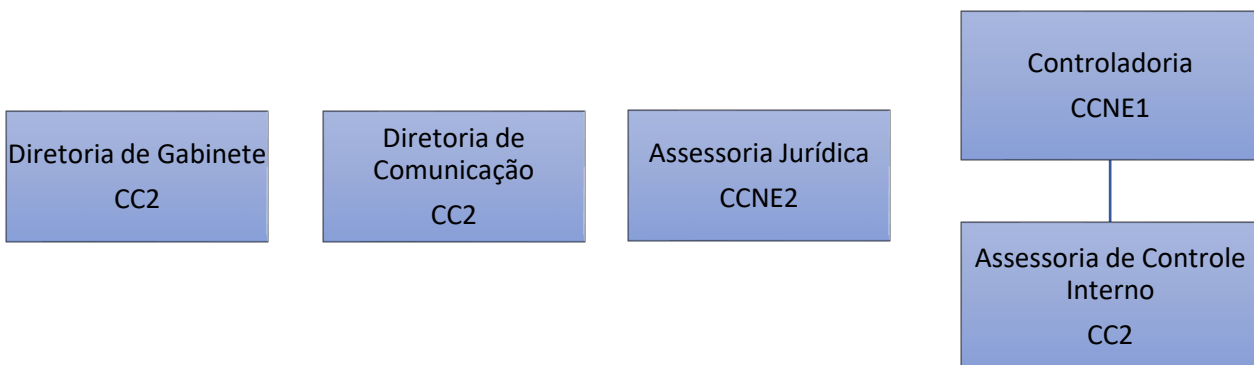 Diretoria de Gabinete
CC2
Diretoria de
Comunicação
CC2
Assessoria Jurídica
CCNE2
Controladoria
CCNE1
Assessoria de Controle
Interno
CC2